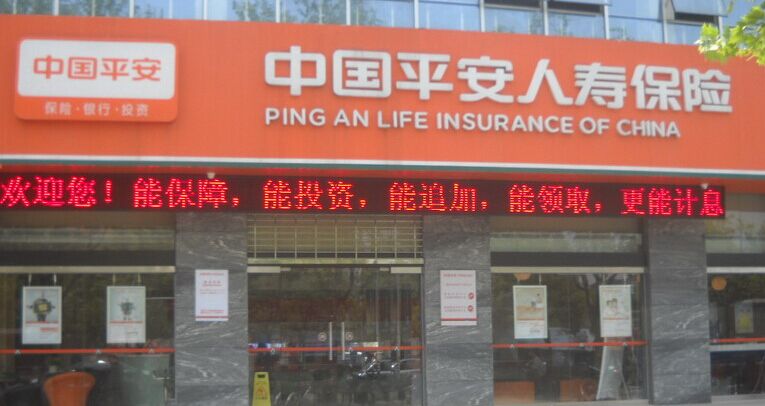 中国平安
保险·银行·投资
中国平安人寿保险
PING AN LIFE INSURANCE OF CHINA
欢迎您！能保障，能投资，能追加，能领取，更能计息